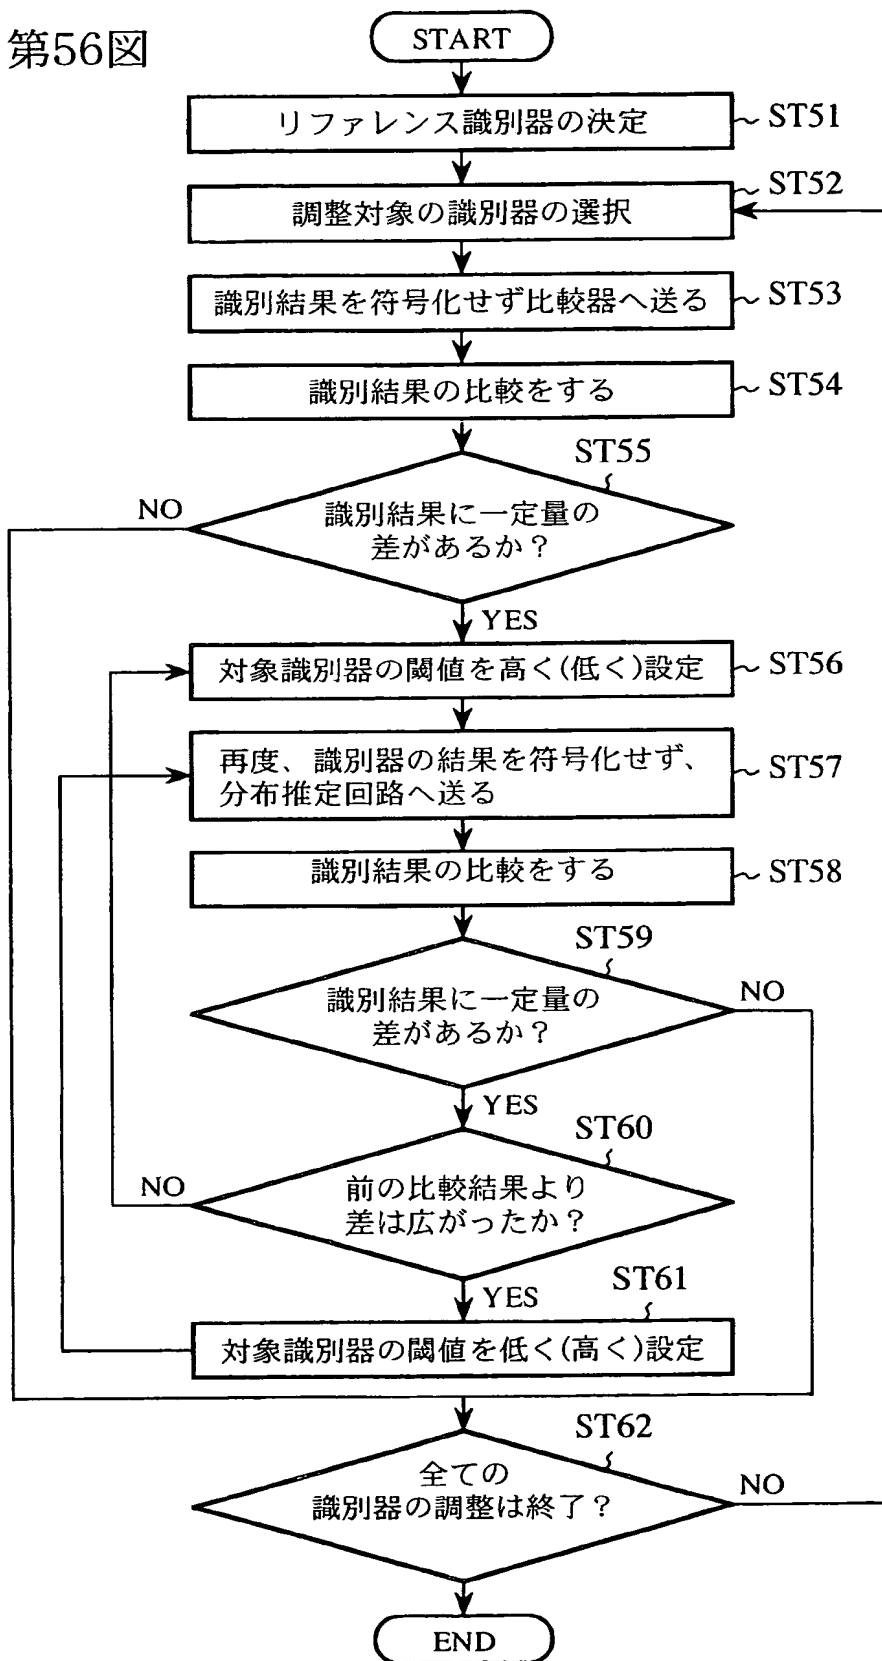 第56図
START
リファレンス識別器の決定
ST51
ST52
調整対象の識別器の選択
識別結果を符号化せず比較器へ送る
ST53
識別結果の比較をする
ST54
ST55
NO
識別結果に一定量の
差があるか？
YES
対象識別器の閾値を高く(低く)設定
ST56
再度、識別器の結果を符号化せず、
分布推定回路へ送る
ST57
識別結果の比較をする
ST58
ST59
識別結果に一定量の
差があるか？
NO
YES
ST60
NO
前の比較結果より
差は広がったか？
YES
ST61
対象識別器の閾値を低く(高く)設定
ST62
全ての
識別器の調整は終了？
NO
END